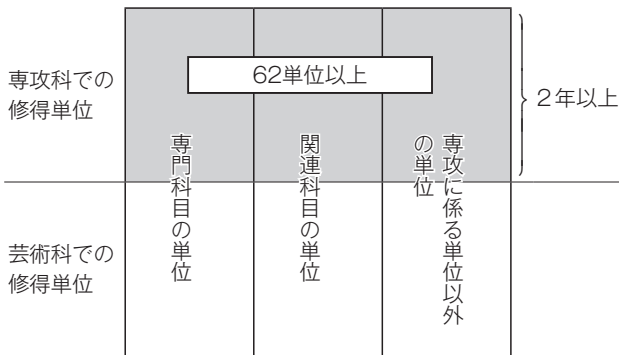 専攻科での
修得単位
62単位以上
2年以上
専門科目の単位
関連科目の単位
専攻に係る単位以外
の単位
芸術科での
修得単位